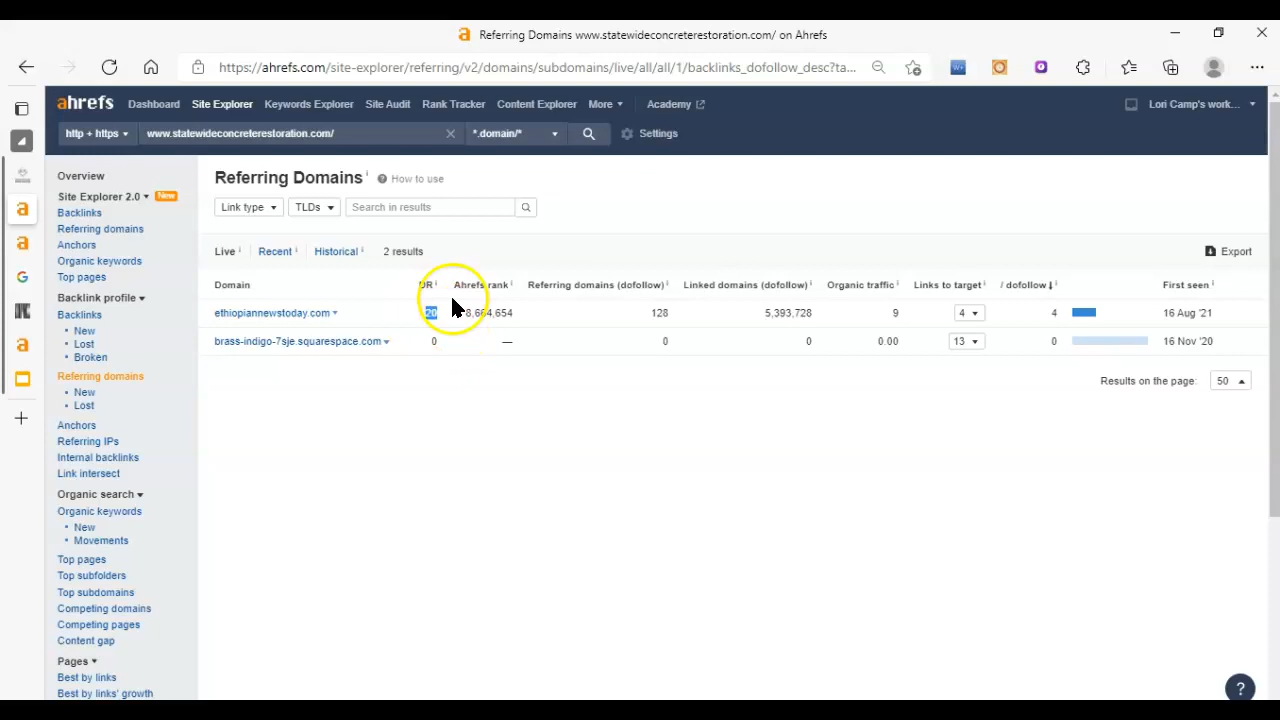 Referring Domains www.statewideconcreterestoration.com/ on Ahrefs
https://ahrefs.com/site-explorer/referring/v2/domains/subdomains/live/all/all/1/backlinks_dofollow_desc?ta...
ahrefs Dashboard Site Explorer Keywords Explorer Site Audit Rank Tracker Content Explorer More Academy Lori Camp's work...
http + https www.statewideconcreterestoration.com/ *.domain/* Settings
Overview
Site Explorer 2.0 New
Backlinks
Referring domains
Anchors
Organic keywords
Top pages
Backlink profile
Backlinks
New
Lost
Broken
Referring domains
New
Lost
Anchors
Referring IPs
Internal backlinks
Link intersect
Organic search
Organic keywords
New
Movements
Top pages
Top subfolders
Top subdomains
Competing domains
Competing pages
Content gap
Pages
Best by links
Best by links' growth
Referring Domains How to use
Link type TLDs Search in results
Live Recent Historical 2 results Export
Domain DR Ahrefs rank Referring domains (dofollow) Linked domains (dofollow) Organic traffic Links to target / dofollow First seen
ethiopiannewstoday.com 20 128 5,393,728 9 4 4 16 Aug '21
brass-indigo-7sje.squarespace.com 0 — 0 0 0.00 13 0 16 Nov '20
Results on the page: 50
?